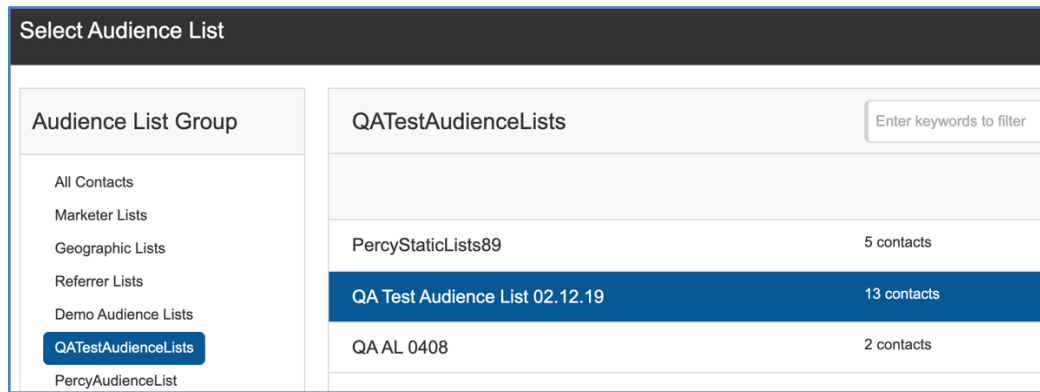 Select Audience List
Audience List Group
All Contacts
Marketer Lists
Geographic Lists
Referrer Lists
Demo Audience Lists
QATestAudienceLists
PercyAudienceList
QATestAudienceLists
Enter keywords to filter
PercyStaticLists89 5 contacts
QA Test Audience List 02.12.19 13 contacts
QA AL 0408 2 contacts